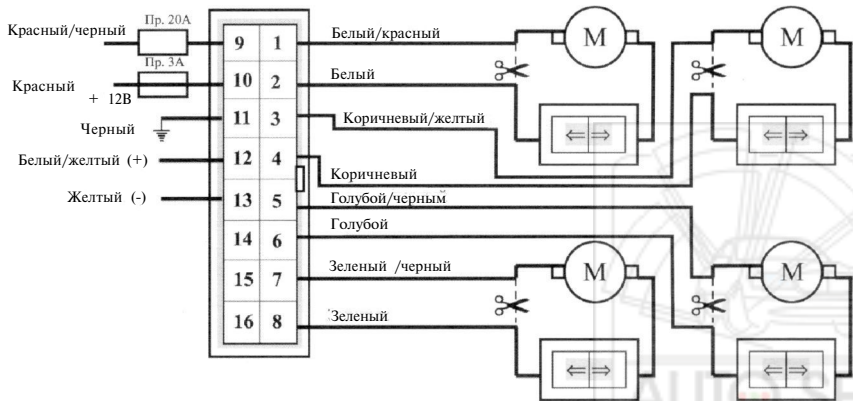 Красный/черный
Пр. 20А
9 1
Белый/красный
M
M
Пр. 3А
Красный
+ 12В
10 2
Белый
11 3
Коричневый/желтый
Черный
⇐ ⇒
⇐ ⇒
Белый/желтый (+)
12 4
Коричневый
Желтый (-)
13 5
Голубой/черный
14 6
Голубой
15 7
Зеленый /черный
M
M
16 8
Зеленый
⇐ ⇒
⇐ ⇒